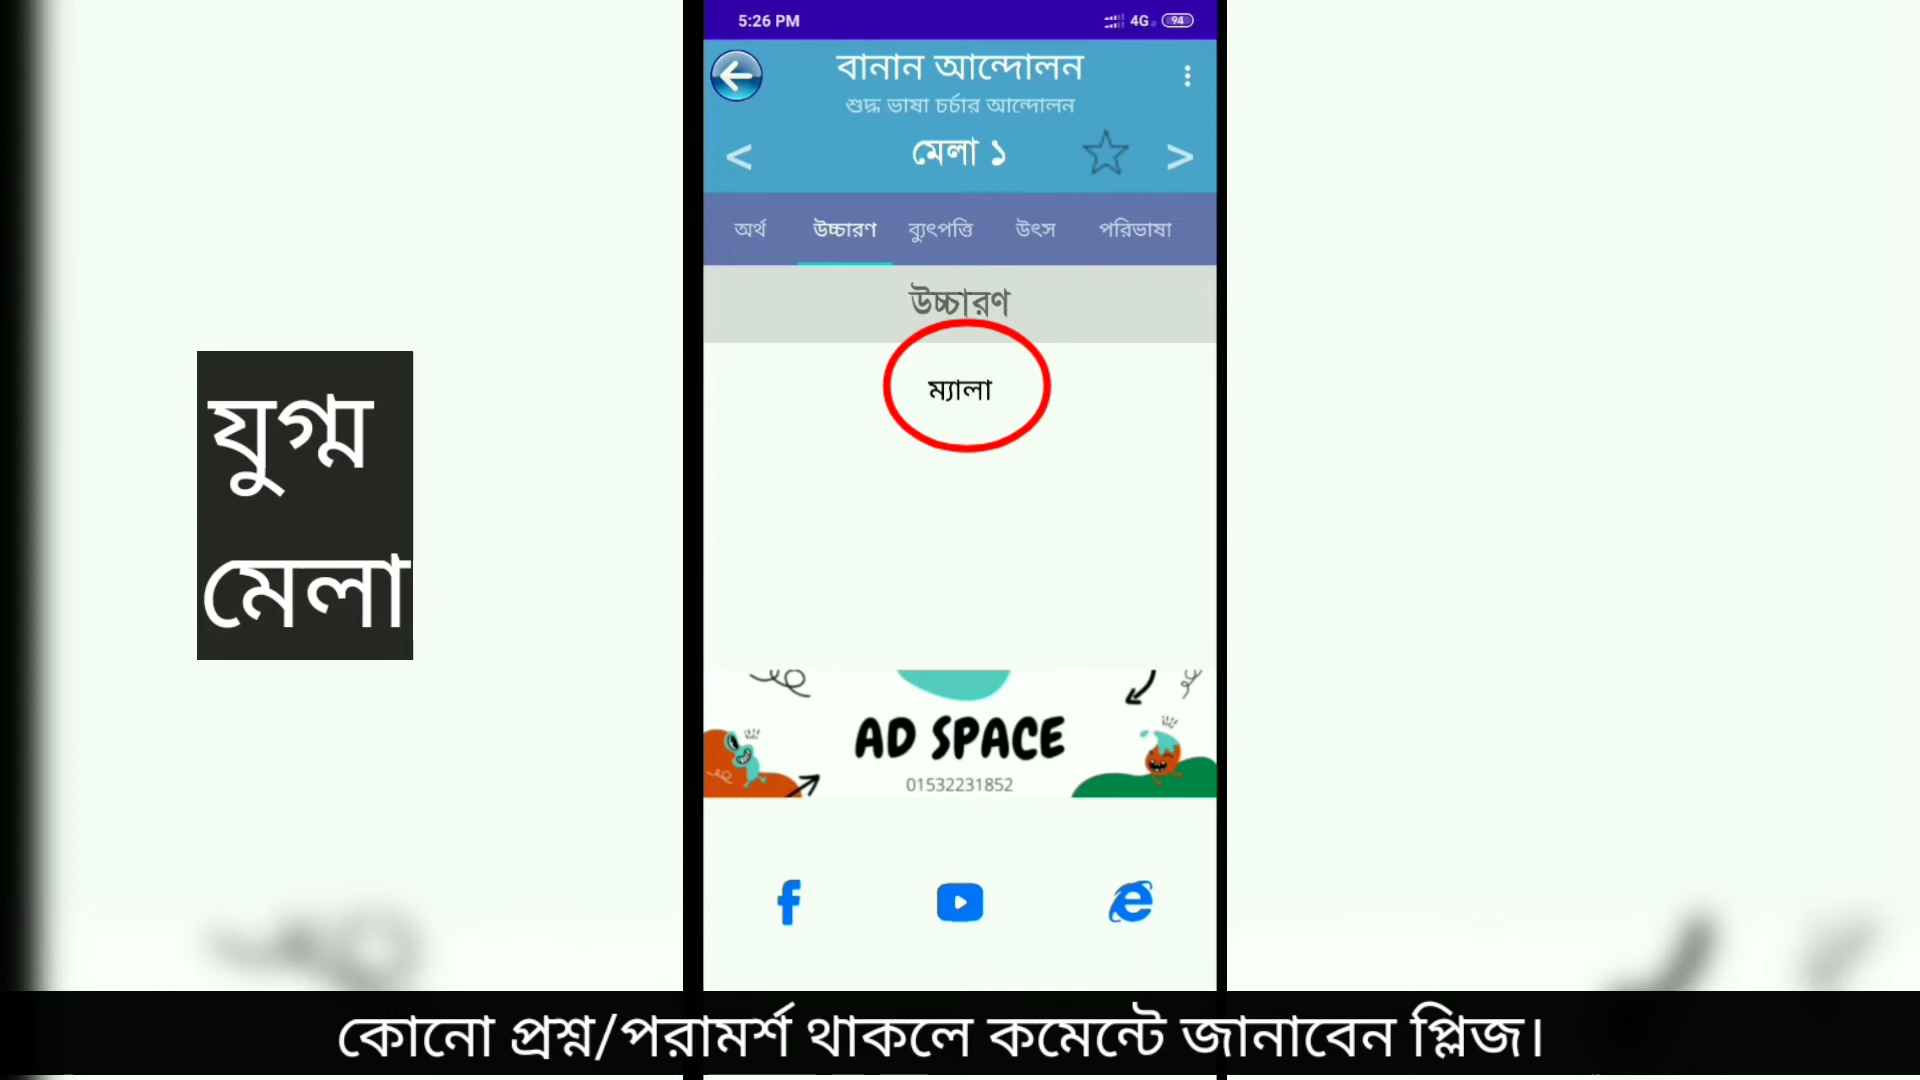 5:26 PM
4G 94
বানান আন্দোলন
শুদ্ধ ভাষা চর্চার আন্দোলন
< মেলা ১ >
অর্থ উচ্চারণ ব্যুৎপত্তি উৎস পরিভাষা
উচ্চারণ
ম্যালা
যুগ্ম
মেলা
AD SPACE
01532231852
কোনো প্রশ্ন/পরামর্শ থাকলে কমেন্টে জানাবেন প্লিজ।